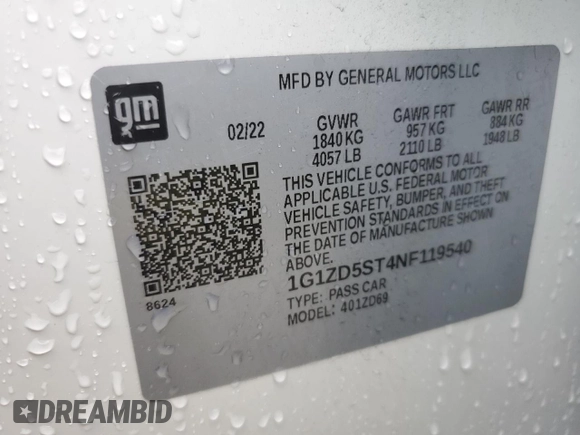 MFD BY GENERAL MOTORS LLC
gm
02/22
GVWR
1840 KG
4057 LB
GAWR FRT
957 KG
2110 LB
GAWR RR
884 KG
1948 LB
THIS VEHICLE CONFORMS TO ALL
APPLICABLE U.S. FEDERAL MOTOR
VEHICLE SAFETY, BUMPER, AND THEFT
PREVENTION STANDARDS IN EFFECT ON
THE DATE OF MANUFACTURE SHOWN
ABOVE.
8624
1G1ZD5ST4NF119540
TYPE: PASS CAR
MODEL: 401ZD69
DREAMBID